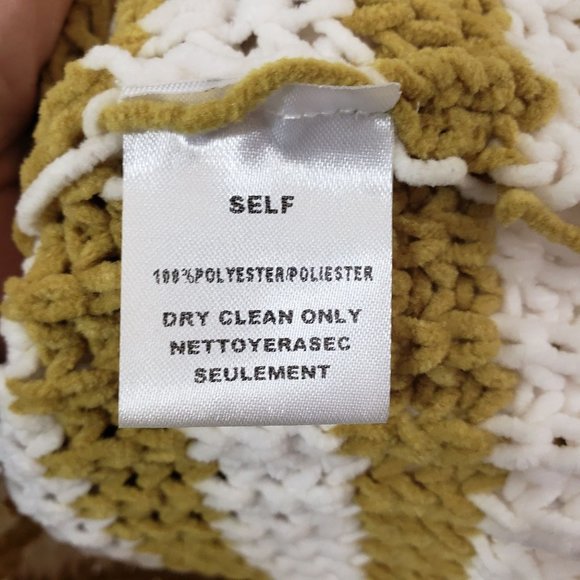 SELF
100%POLYESTER/POLIESTER
DRY CLEAN ONLY
NETTOYERASEC
SEULEMENT